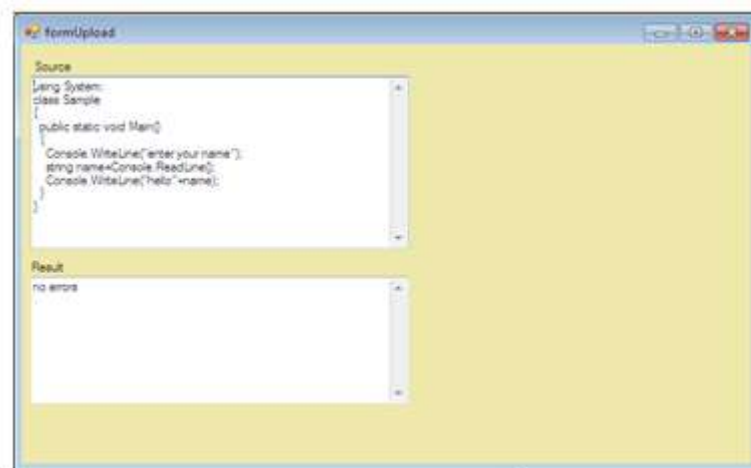 formUpload
Source
using System;
class Sample
{
public static void Main()
{
Console.WriteLine("enter your name");
string name=Console.ReadLine();
Console.WriteLine("hello"+name);
}
}
Result
no errors